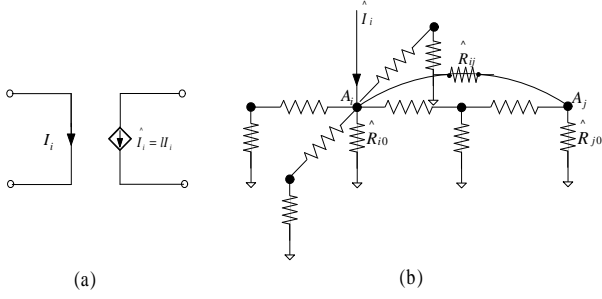 Î_i
R̂_ij
A_i
A_j
I_i
Î_i = lI_i
R̂_i0
R̂_j0
(a)
(b)